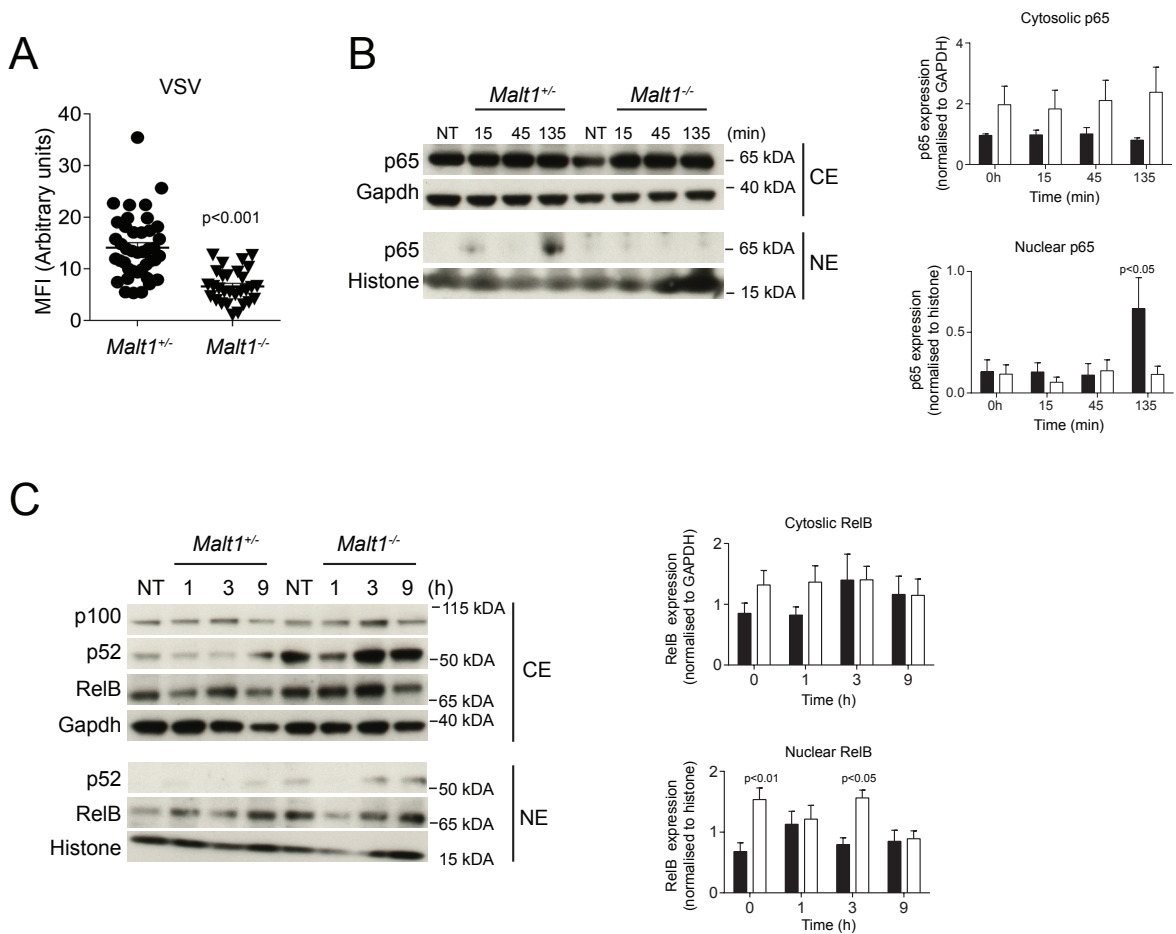 A
VSV
MFI (Arbitrary units)
40
30
20
10
0
p<0.001
Malt1+/-
Malt1-/-
B
Malt1+/- Malt1-/-
NT 15 45 135 NT 15 45 135 (min)
p65
65 kDA
Gapdh
40 kDA
CE
p65
65 kDA
Histone
15 kDA
NE
Cytosolic p65
p65 expression
(normalised to GAPDH)
4
2
0
0h 15 45 135
Time (min)
Nuclear p65
p65 expression
(normalised to histone)
1.0
0.5
0.0
p<0.05
0h 15 45 135
Time (min)
C
Malt1+/- Malt1-/-
NT 1 3 9 NT 1 3 9 (h)
p100
115 kDA
p52
50 kDA
RelB
65 kDA
Gapdh
40 kDA
CE
p52
50 kDA
RelB
65 kDA
Histone
15 kDA
NE
Cytoslic RelB
RelB expression
(normalised to GAPDH)
2
1
0
0 1 3 9
Time (h)
Nuclear RelB
RelB expression
(normalised to histone)
2
1
0
p<0.01 p<0.05
0 1 3 9
Time (h)